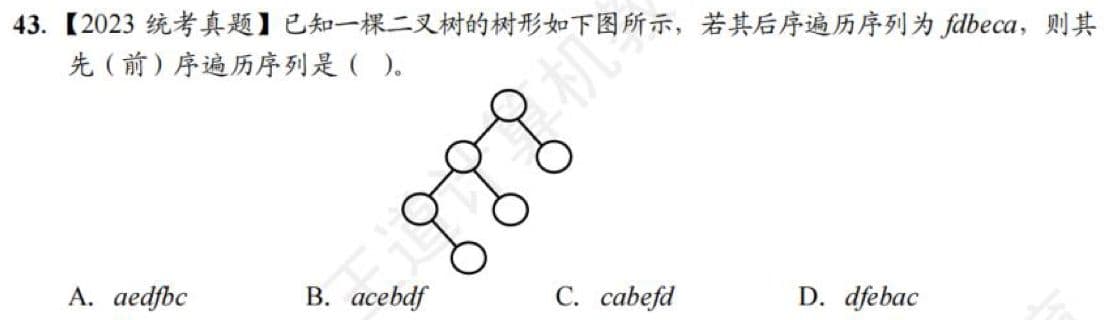 43.【2023 统考真题】已知一棵二叉树的树形如下图所示，若其后序遍历序列为 fdbeca，则其
先（前）序遍历序列是（ ）。
A. aedfbc B. acebdf C. cabefd D. dfebac